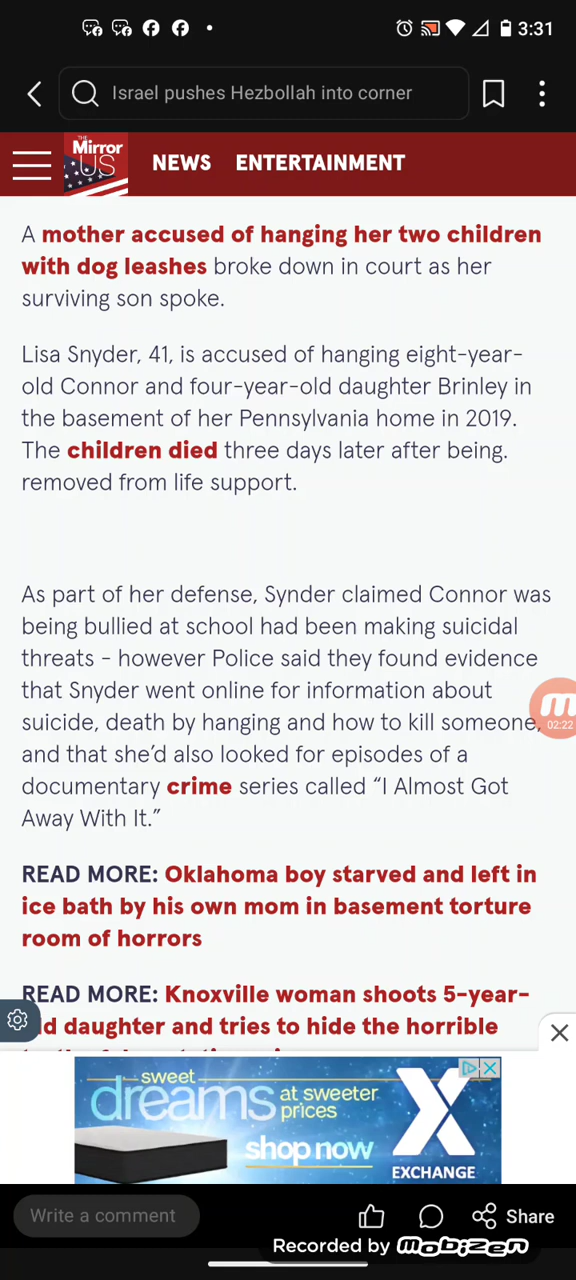 3:31
Israel pushes Hezbollah into corner
THE
Mirror
US
NEWS ENTERTAINMENT
A mother accused of hanging her two children
with dog leashes broke down in court as her
surviving son spoke.
Lisa Snyder, 41, is accused of hanging eight-year-
old Connor and four-year-old daughter Brinley in
the basement of her Pennsylvania home in 2019.
The children died three days later after being.
removed from life support.
As part of her defense, Synder claimed Connor was
being bullied at school had been making suicidal
threats - however Police said they found evidence
that Snyder went online for information about
suicide, death by hanging and how to kill someone,
and that she’d also looked for episodes of a
documentary crime series called “I Almost Got
Away With It.”
02:22
READ MORE: Oklahoma boy starved and left in
ice bath by his own mom in basement torture
room of horrors
READ MORE: Knoxville woman shoots 5-year-
ld daughter and tries to hide the horrible
sweet
dreams at sweeter
prices
shop now
X
EXCHANGE
Write a comment
Share
Recorded by mobizen